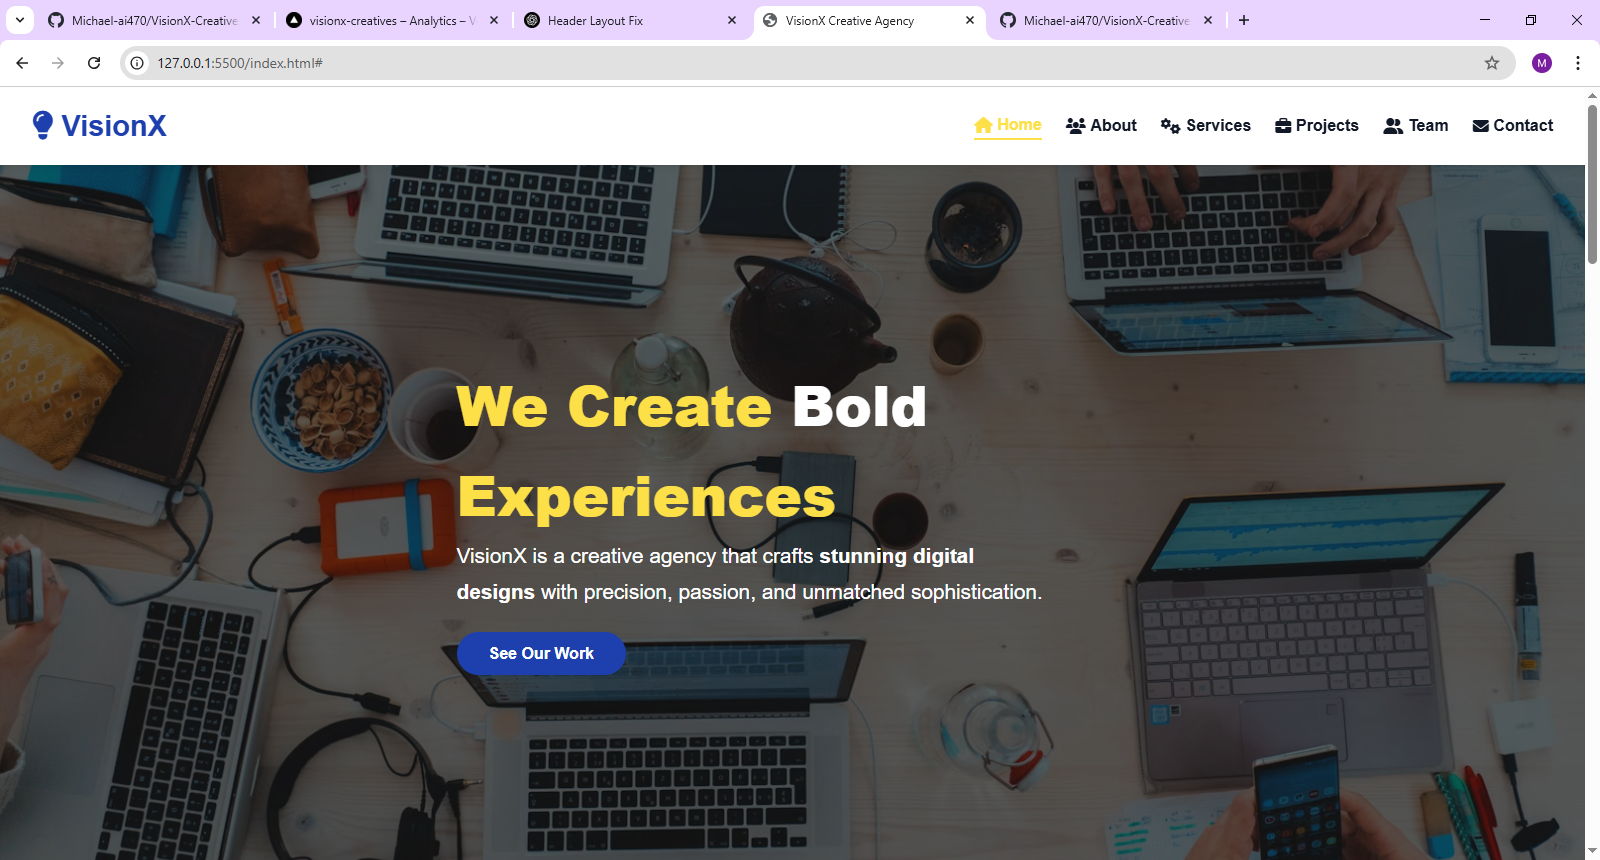 Michael-ai470/VisionX-Creative
visionx-creatives – Analytics – V
Header Layout Fix
VisionX Creative Agency
Michael-ai470/VisionX-Creative
127.0.0.1:5500/index.html#
M
VisionX
Home
About
Services
Projects
Team
Contact
We Create Bold
Experiences
VisionX is a creative agency that crafts stunning digital
designs with precision, passion, and unmatched sophistication.
See Our Work